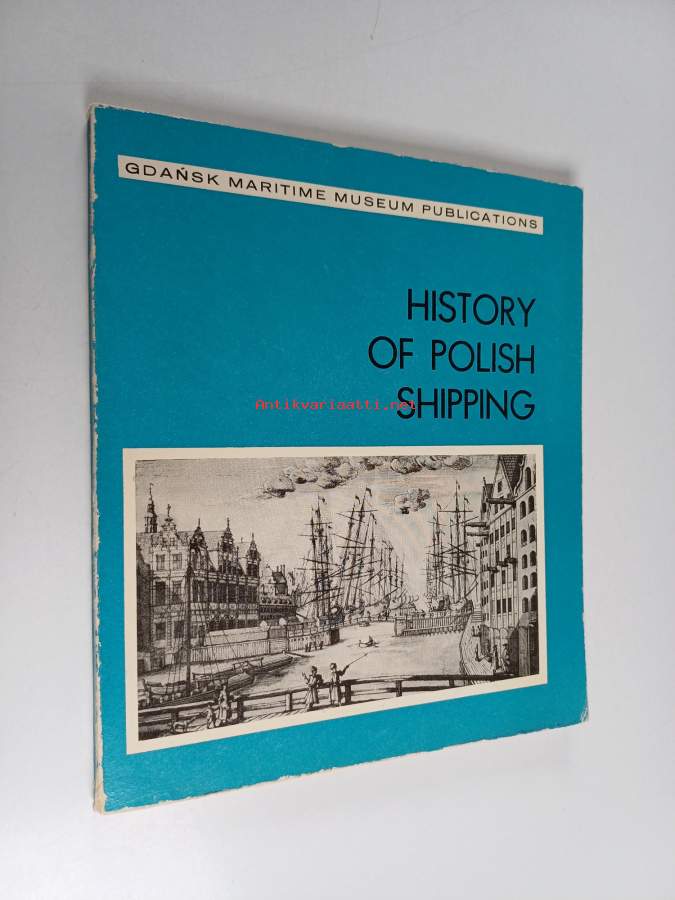 GDAŃSK MARITIME MUSEUM PUBLICATIONS
HISTORY
OF POLISH
Antikvariaatti.net
SHIPPING